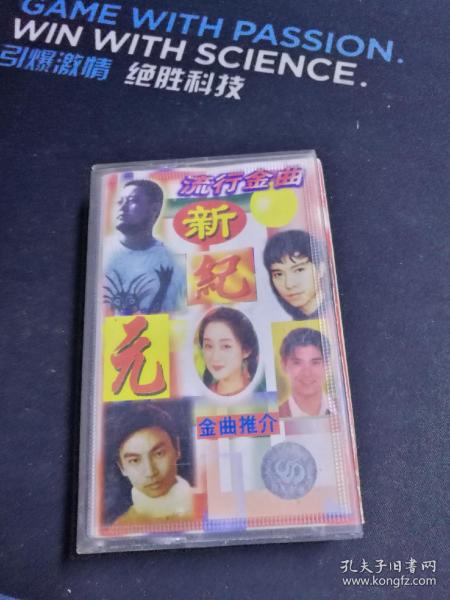 GAME WITH PASSION.
WIN WITH SCIENCE.
引爆激情 绝胜科技
流行金曲
新
紀
元
金曲推介
孔夫子旧书网
www.kongfz.com